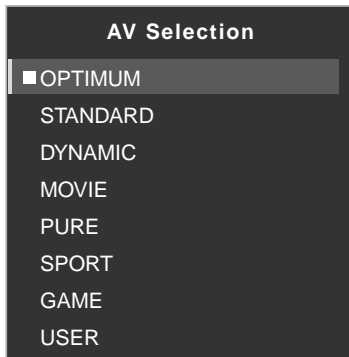 AV Selection
OPTIMUM
STANDARD
DYNAMIC
MOVIE
PURE
SPORT
GAME
USER